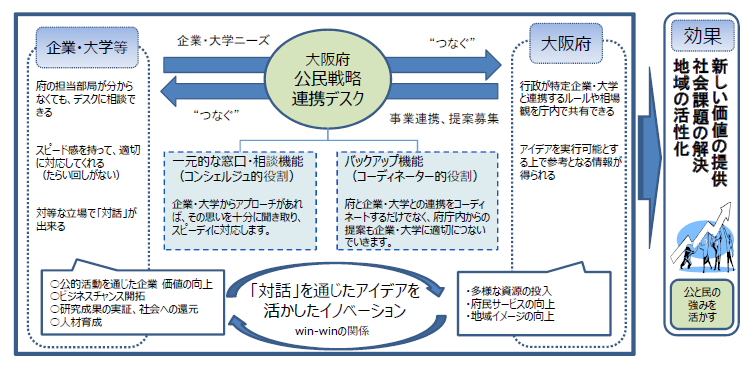 企業・大学等
府の担当部局が分から
なくても、デスクに相談で
きる
スピード感を持って、適切
に対応してくれる
(たらい回しがない)
対等な立場で「対話」が
出来る
企業・大学ニーズ
“つなぐ”
大阪府
公民戦略
連携デスク
“つなぐ”
事業連携、提案募集
一元的な窓口・相談機能
(コンシェルジュ的役割)
企業・大学からアプローチがあれ
ば、その思いを十分に聞き取り、
スピーディに対応します。
バックアップ機能
(コーディネーター的役割)
府と企業・大学との連携をコーディ
ネートするだけでなく、府庁内からの
提案も企業・大学に適切につない
でいきます。
大阪府
行政が特定企業・大学
と連携するルールや相場
観を庁内で共有できる
アイデアを実行可能とす
る上で参考となる情報が
得られる
○公的活動を通じた企業 価値の向上
○ビジネスチャンス開拓
○研究成果の実証、社会への還元
○人材育成
「対話」を通じたアイデアを
活かしたイノベーション
win-winの関係
・多様な資源の投入
・府民サービスの向上
・地域イメージの向上
効果
新しい価値の提供
社会課題の解決
地域の活性化
公と民の
強みを
活かす